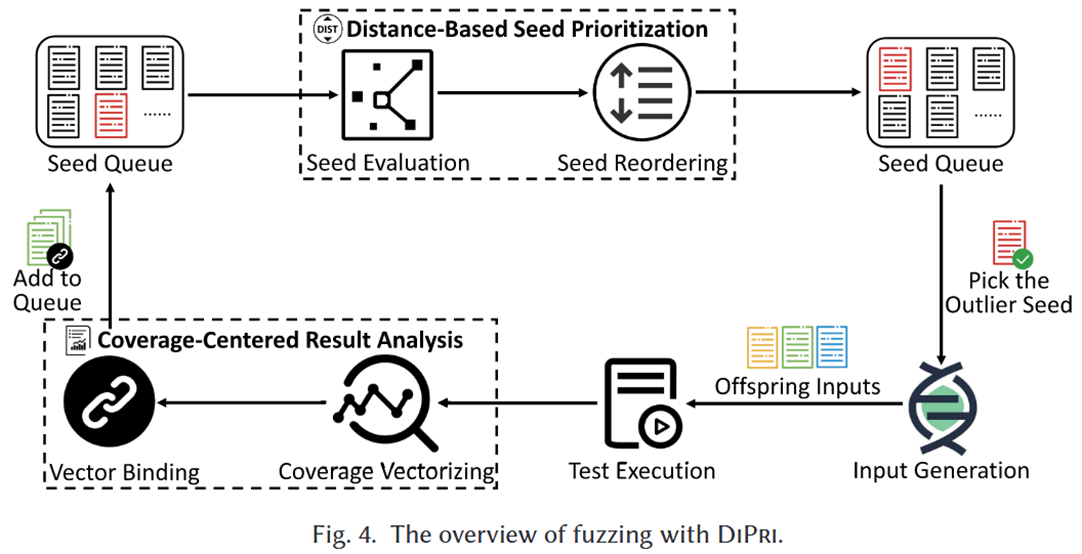 DIST
Distance-Based Seed Prioritization
......
......
Seed Queue
Seed Evaluation
Seed Reordering
Seed Queue
Add to
Queue
Pick the
Outlier Seed
Coverage-Centered Result Analysis
Offspring Inputs
Vector Binding
Coverage Vectorizing
Test Execution
Input Generation
Fig. 4. The overview of fuzzing with DIPRI.